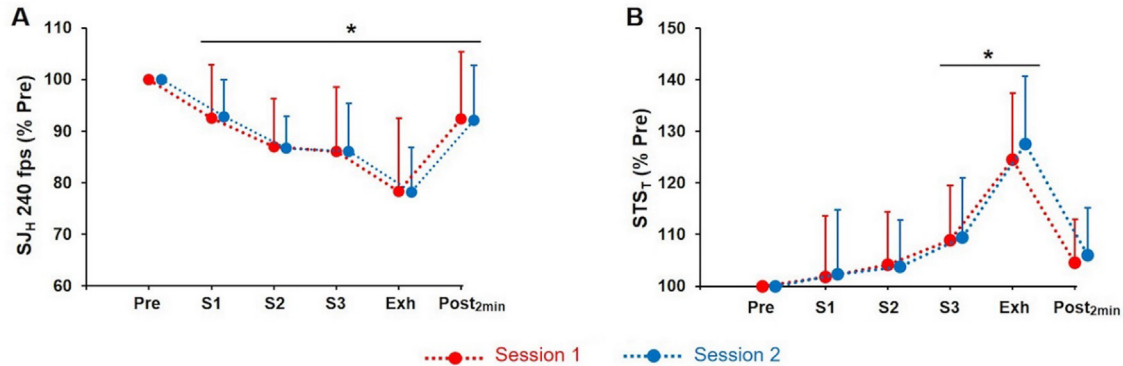 A
SJH 240 fps (% Pre)
110
100
90
80
70
60
*
Pre S1 S2 S3 Exh Post2min
B
STST (% Pre)
150
140
130
120
110
100
*
Pre S1 S2 S3 Exh Post2min
Session 1 Session 2